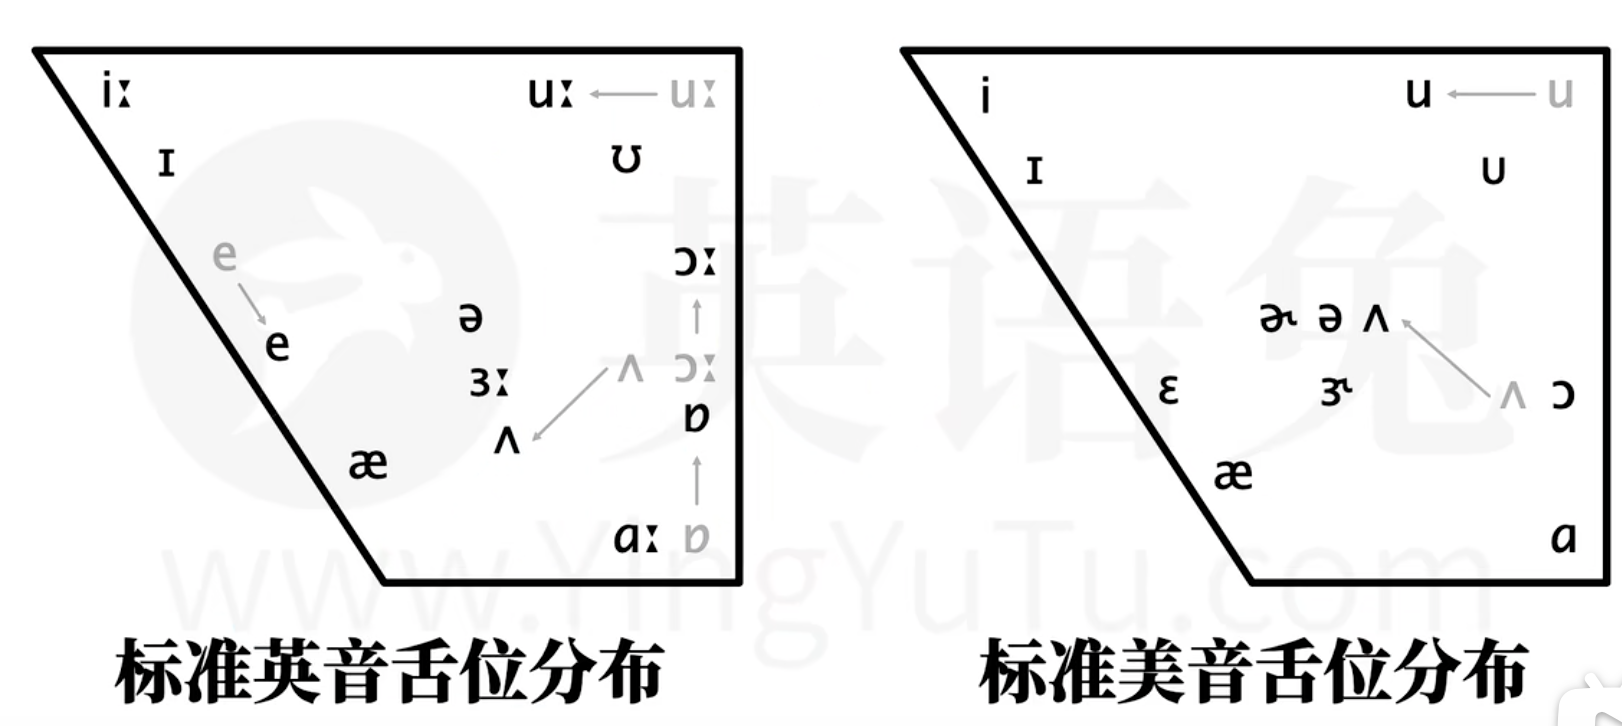 iː uː uː
ɪ ʊ
e
e
ɔː
ə
ʌ ɔː
ɜː
ɒ
ʌ
æ
ɑː ɒ
标准英音舌位分布
i u u
ɪ ʊ
ɚ ə ʌ
ɛ ɝ ʌ ɔ
æ
ɑ
标准美音舌位分布
英语兔
www.YingYuTu.com